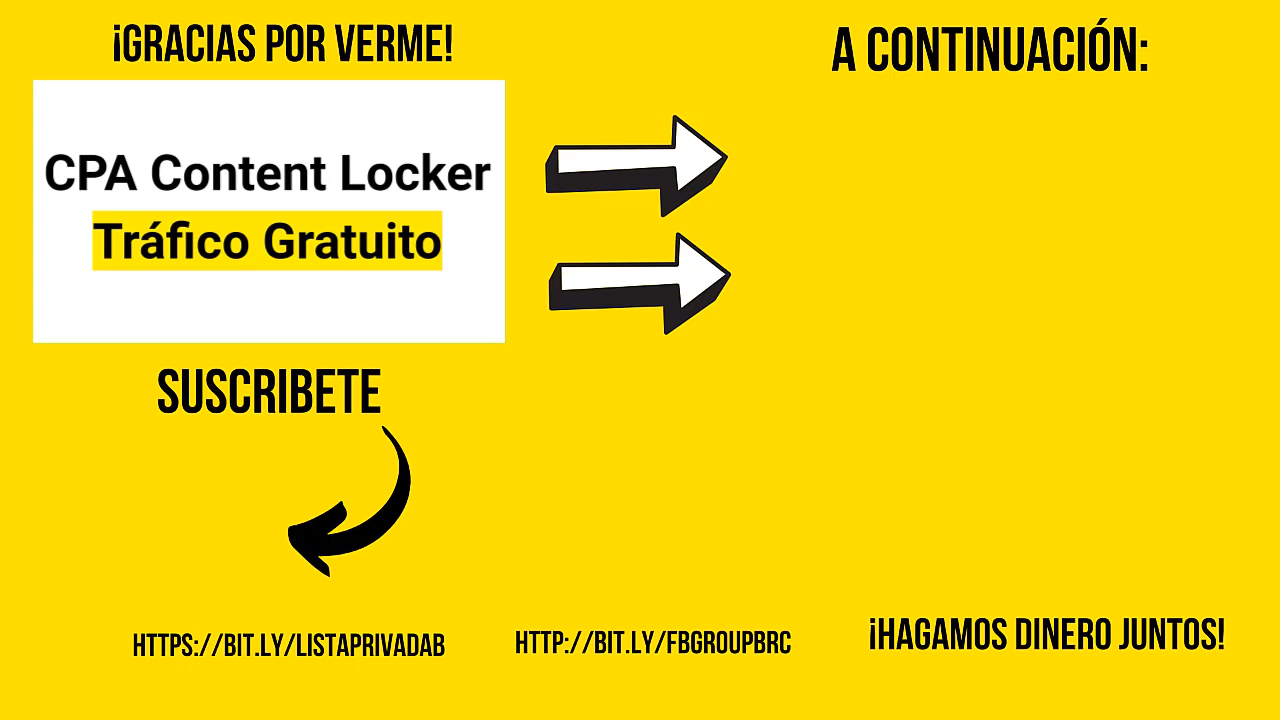 ¡GRACIAS POR VERME!
A CONTINUACIÓN:
CPA Content Locker
Tráfico Gratuito
SUSCRIBETE
HTTPS://BIT.LY/LISTAPRIVADAB
HTTP://BIT.LY/FBGROUPBRC
¡HAGAMOS DINERO JUNTOS!